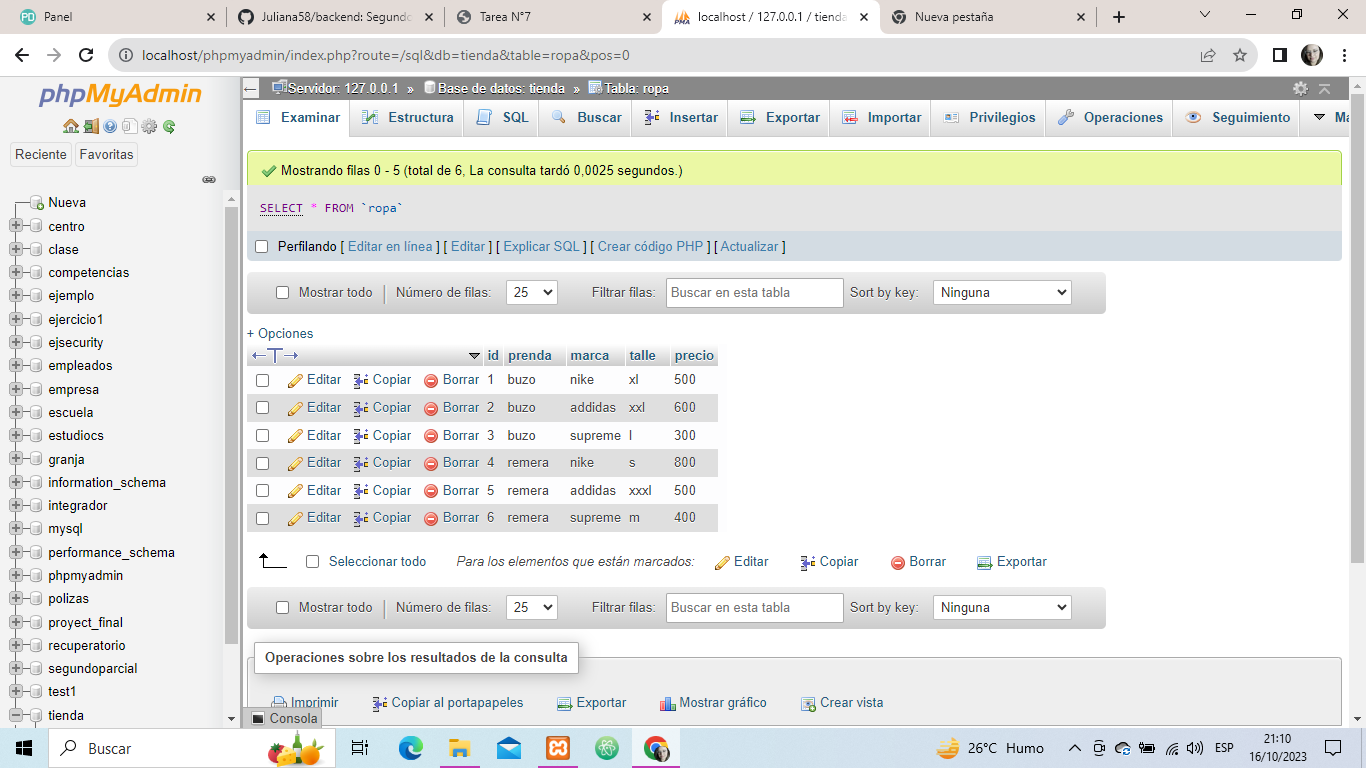 Panel
Juliana58/backend: Segundo
Tarea N°7
localhost / 127.0.0.1 / tienda
Nueva pestaña
localhost/phpmyadmin/index.php?route=/sql&db=tienda&table=ropa&pos=0
phpMyAdmin
Reciente Favoritas
Nueva
centro
clase
competencias
ejemplo
ejercicio1
ejsecurity
empleados
empresa
escuela
estudiocs
granja
information_schema
integrador
mysql
performance_schema
phpmyadmin
polizas
proyect_final
recuperatorio
segundoparcial
test1
tienda
Servidor: 127.0.0.1 » Base de datos: tienda » Tabla: ropa
Examinar Estructura SQL Buscar Insertar Exportar Importar Privilegios Operaciones Seguimiento Má
Mostrando filas 0 - 5 (total de 6, La consulta tardó 0,0025 segundos.)
SELECT * FROM `ropa`
Perfilando [ Editar en línea ] [ Editar ] [ Explicar SQL ] [ Crear código PHP ] [ Actualizar ]
Mostrar todo Número de filas: 25 Filtrar filas: Buscar en esta tabla Sort by key: Ninguna
+ Opciones
←T→ id prenda marca talle precio
Editar Copiar Borrar 1 buzo nike xl 500
Editar Copiar Borrar 2 buzo addidas xxl 600
Editar Copiar Borrar 3 buzo supreme l 300
Editar Copiar Borrar 4 remera nike s 800
Editar Copiar Borrar 5 remera addidas xxxl 500
Editar Copiar Borrar 6 remera supreme m 400
Seleccionar todo Para los elementos que están marcados: Editar Copiar Borrar Exportar
Mostrar todo Número de filas: 25 Filtrar filas: Buscar en esta tabla Sort by key: Ninguna
Operaciones sobre los resultados de la consulta
Imprimir Copiar al portapapeles Exportar Mostrar gráfico Crear vista
Consola
Buscar
26°C Humo
ESP
21:10
16/10/2023